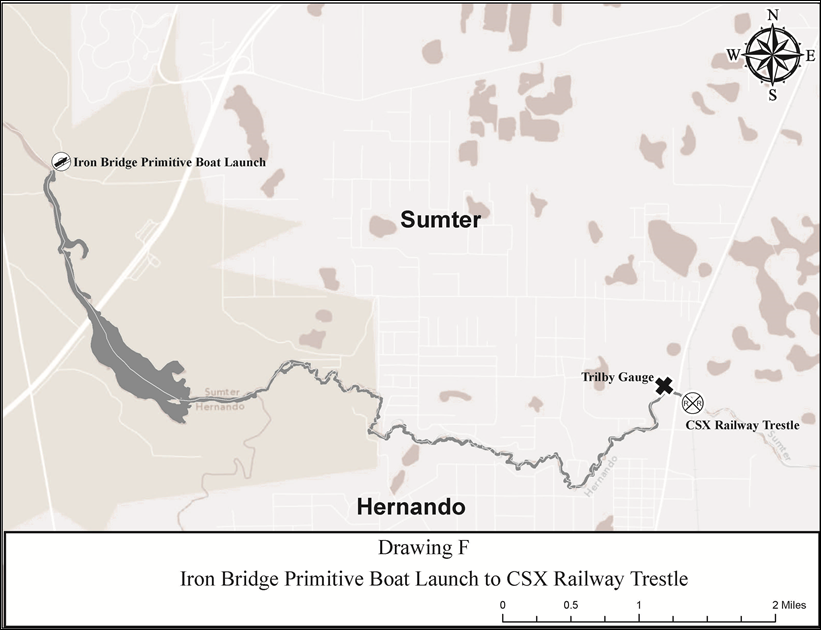 N
W E
S
Iron Bridge Primitive Boat Launch
Sumter
Trilby Gauge
R R
CSX Railway Trestle
Sumter
Hernando
Sumter
Hernando
Hernando
Drawing F
Iron Bridge Primitive Boat Launch to CSX Railway Trestle
0 0.5 1 2 Miles